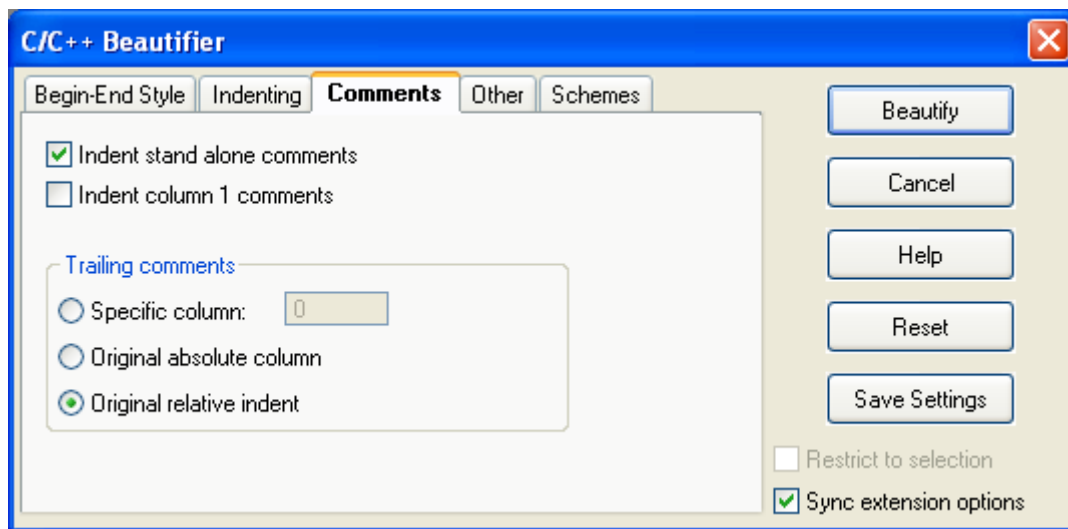 C/C++ Beautifier
Begin-End Style Indenting Comments Other Schemes
Indent stand alone comments
Indent column 1 comments
Trailing comments
Specific column: 0
Original absolute column
Original relative indent
Beautify
Cancel
Help
Reset
Save Settings
Restrict to selection
Sync extension options